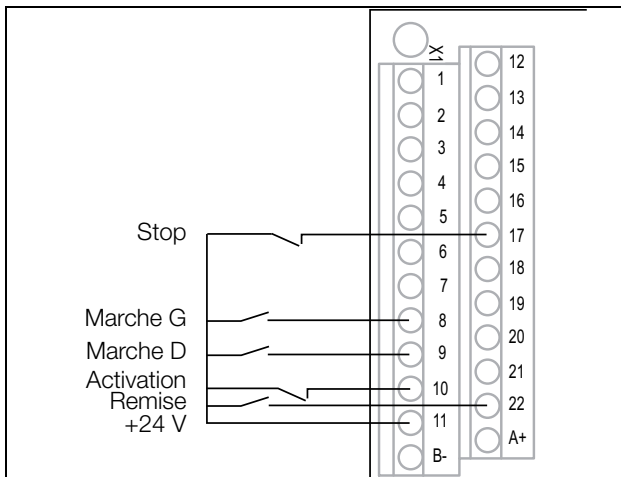 X1
1
2
3
4
5
6
7
8
9
10
11
B-
12
13
14
15
16
17
18
19
20
21
22
A+
Stop
Marche G
Marche D
Activation
Remise
+24 V